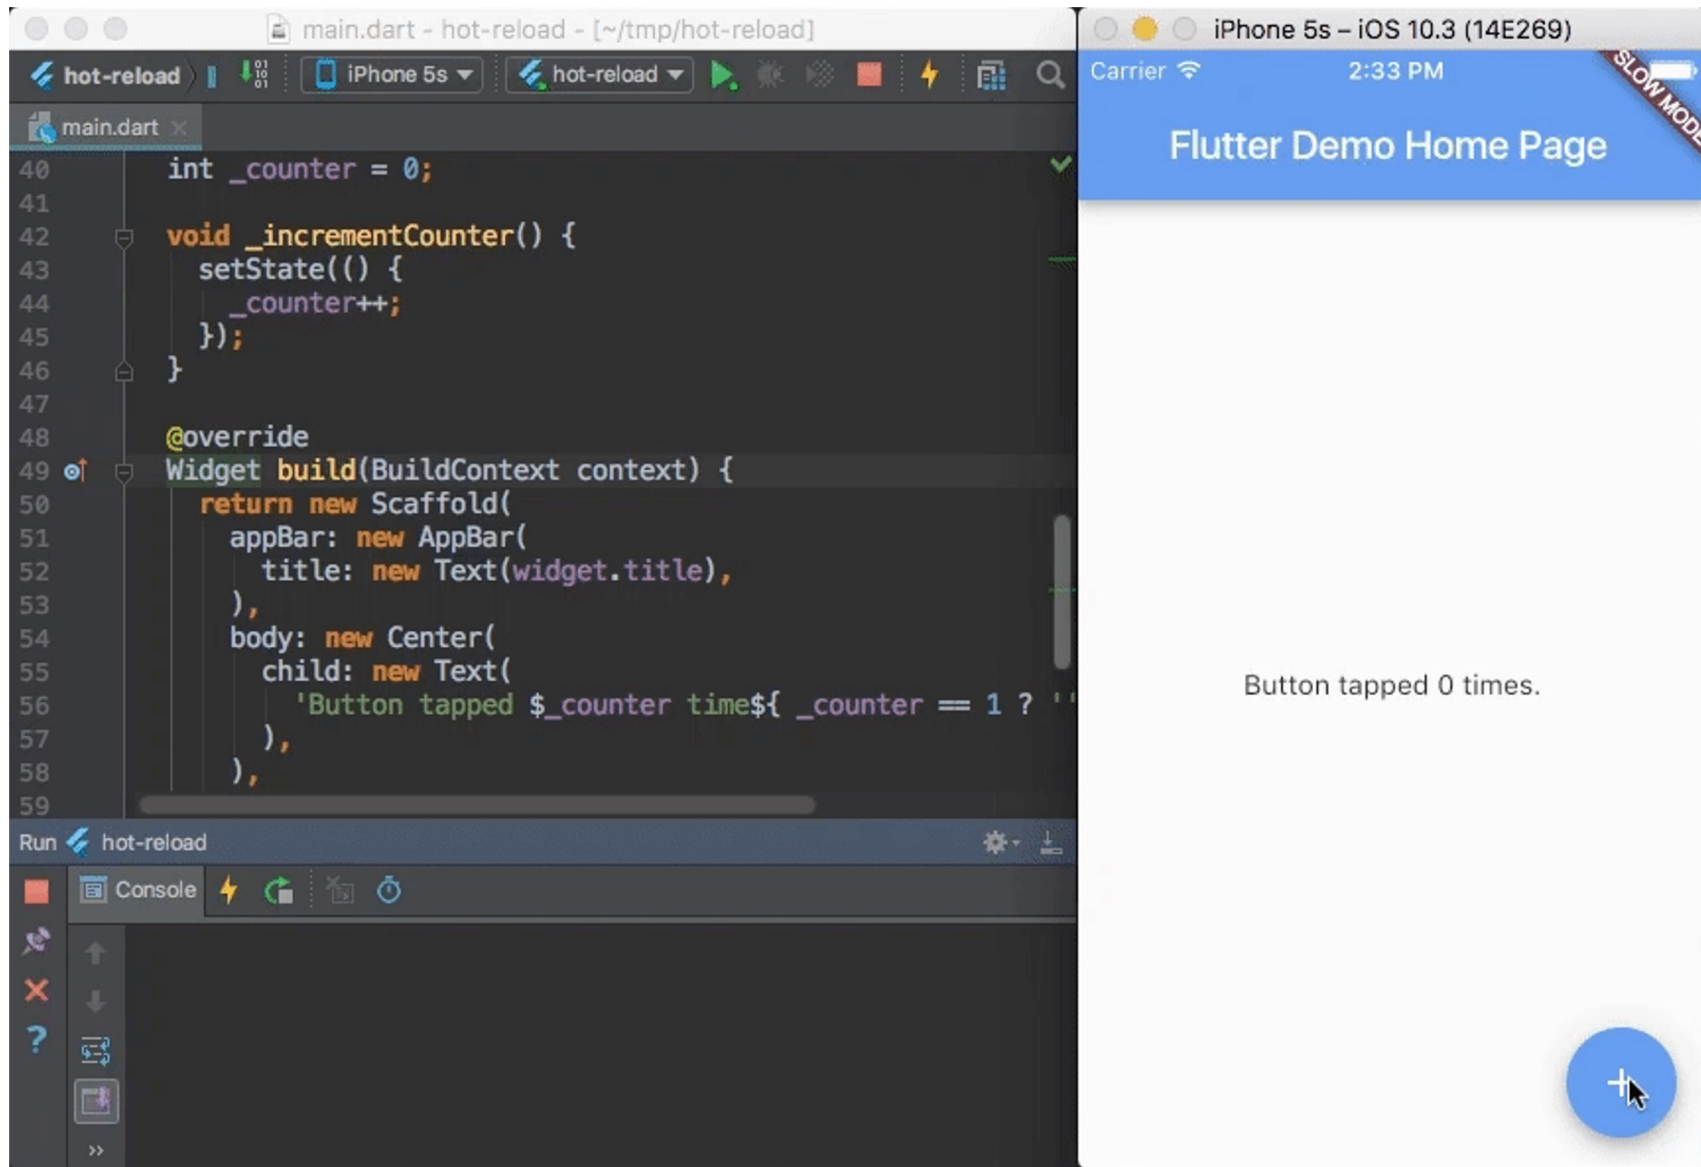 main.dart - hot-reload - [~/tmp/hot-reload]
hot-reload
iPhone 5s
hot-reload
main.dart
40 int _counter = 0;
41
42 void _incrementCounter() {
43 setState(() {
44 _counter++;
45 });
46 }
47
48 @override
49 Widget build(BuildContext context) {
50 return new Scaffold(
51 appBar: new AppBar(
52 title: new Text(widget.title),
53 ),
54 body: new Center(
55 child: new Text(
56 'Button tapped $_counter time${ _counter == 1 ? ''
57 ),
58 ),
59
Run hot-reload
Console
iPhone 5s – iOS 10.3 (14E269)
Carrier 2:33 PM
SLOW MODE
Flutter Demo Home Page
Button tapped 0 times.